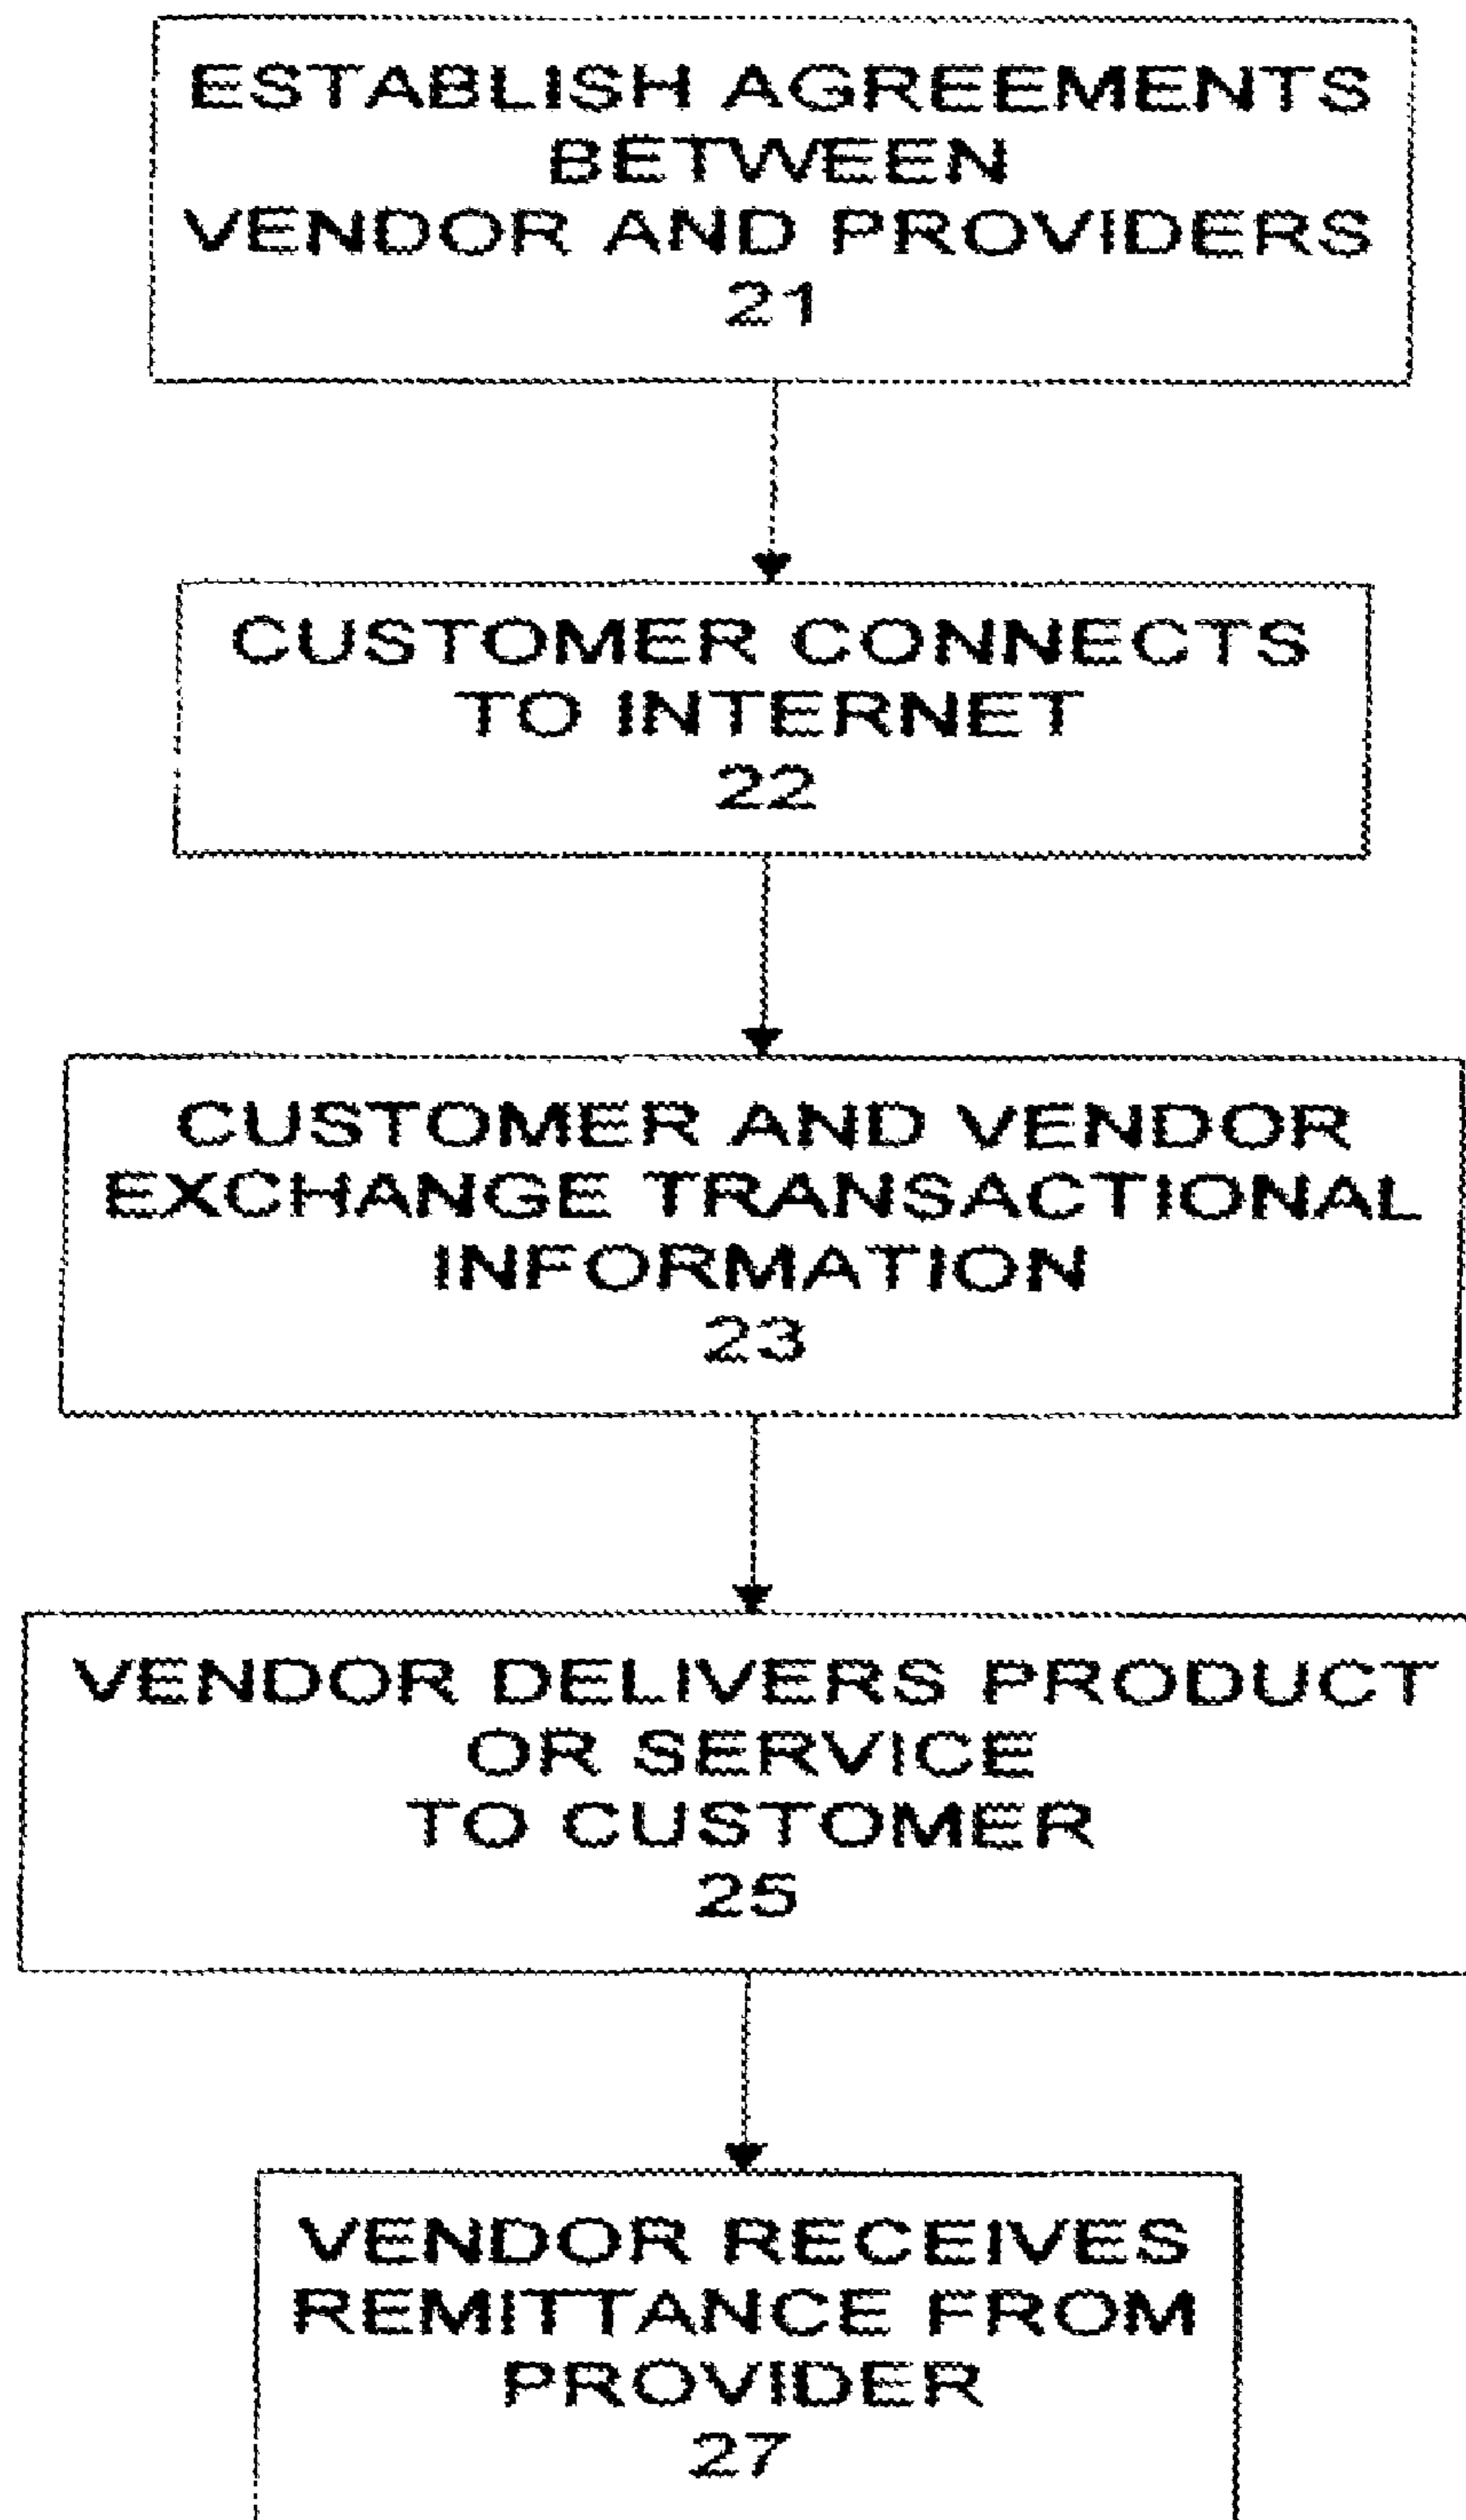 ESTABLISH AGREEMENTS
BETWEEN
VENDOR AND PROVIDERS
21
CUSTOMER CONNECTS
TO INTERNET
22
CUSTOMER AND VENDOR
EXCHANGE TRANSACTIONAL
INFORMATION
23
VENDOR DELIVERS PRODUCT
OR SERVICE
TO CUSTOMER
25
VENDOR RECEIVES
REMITTANCE FROM
PROVIDER
27